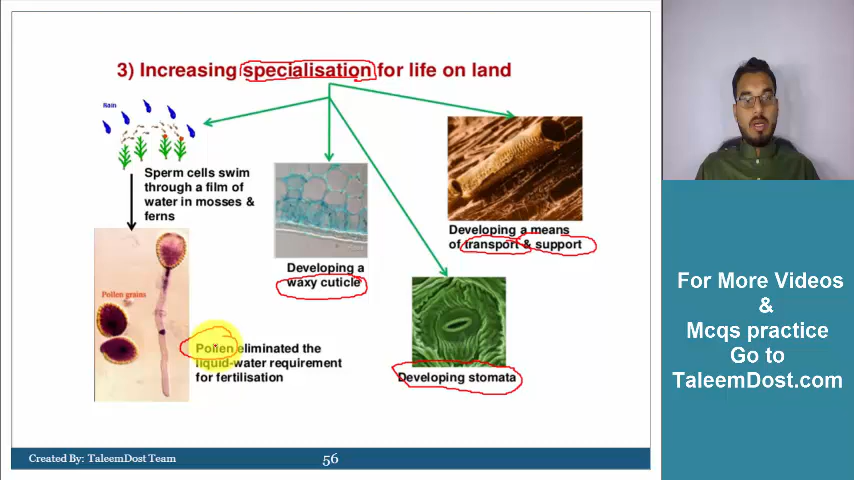 3) Increasing specialisation for life on land
Rain
Sperm cells swim
through a film of
water in mosses &
ferns
Pollen grains
Pollen eliminated the
liquid-water requirement
for fertilisation
Developing a
waxy cuticle
Developing a means
of transport & support
Developing stomata
Created By: TaleemDost Team
56
For More Videos
&
Mcqs practice
Go to
TaleemDost.com